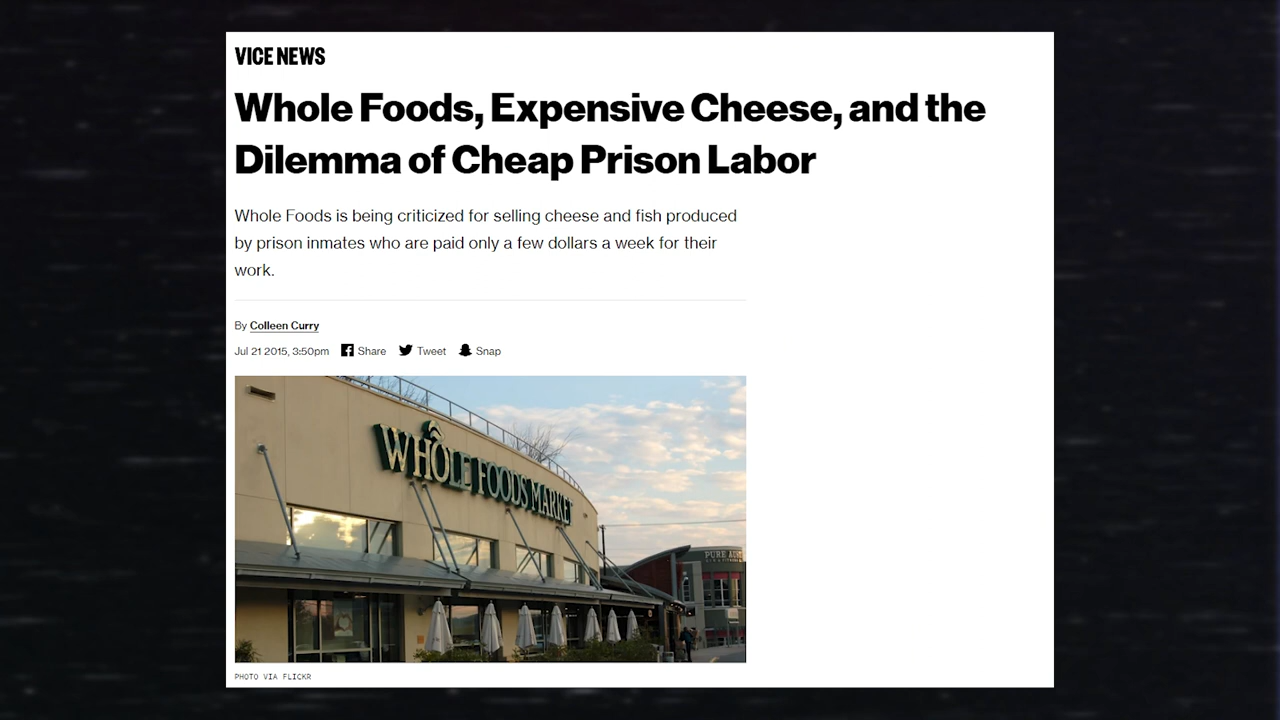 VICE NEWS
Whole Foods, Expensive Cheese, and the
Dilemma of Cheap Prison Labor
Whole Foods is being criticized for selling cheese and fish produced
by prison inmates who are paid only a few dollars a week for their
work.
By Colleen Curry
Jul 21 2015, 3:50pm Share Tweet Snap
WHOLE FOODS MARKET
PURE
PHOTO VIA FLICKR